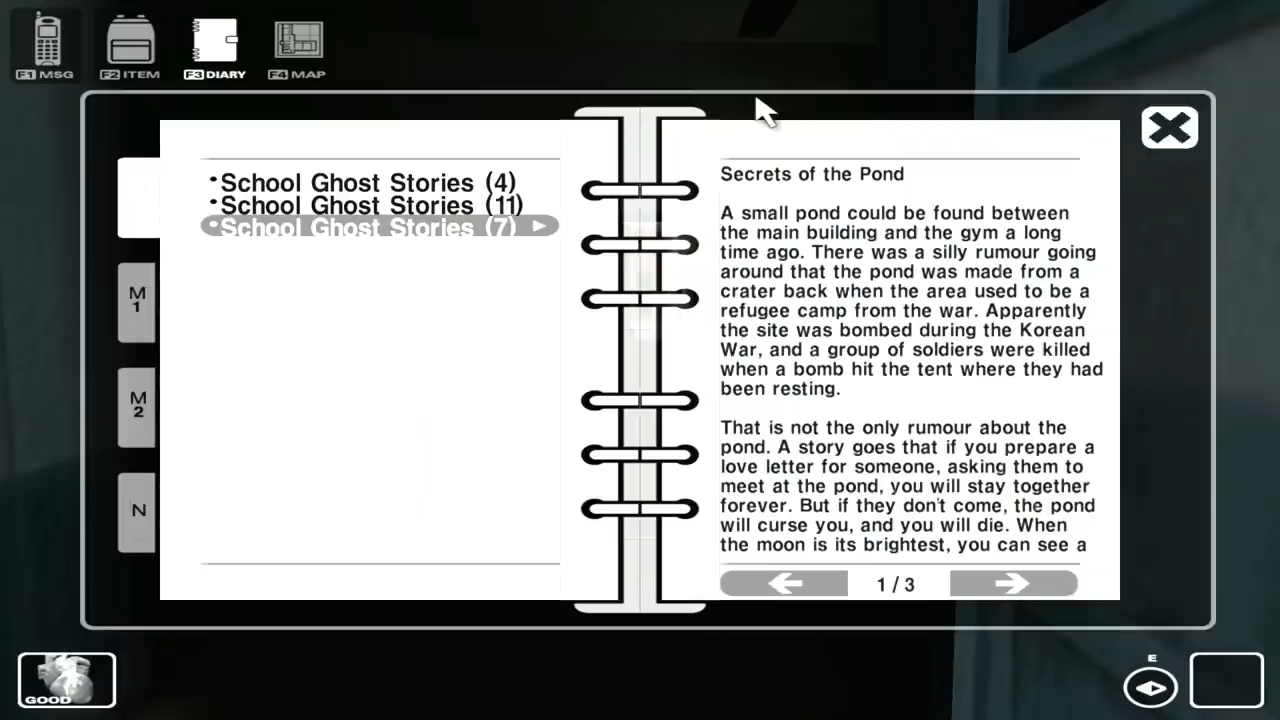 F1 MSG
F2 ITEM
F3 DIARY
F4 MAP
•School Ghost Stories (4)
•School Ghost Stories (11)
•School Ghost Stories (7)
M
1
M
2
N
Secrets of the Pond
A small pond could be found between
the main building and the gym a long
time ago. There was a silly rumour going
around that the pond was made from a
crater back when the area used to be a
refugee camp from the war. Apparently
the site was bombed during the Korean
War, and a group of soldiers were killed
when a bomb hit the tent where they had
been resting.
That is not the only rumour about the
pond. A story goes that if you prepare a
love letter for someone, asking them to
meet at the pond, you will stay together
forever. But if they don't come, the pond
will curse you, and you will die. When
the moon is its brightest, you can see a
1 / 3
GOOD
E